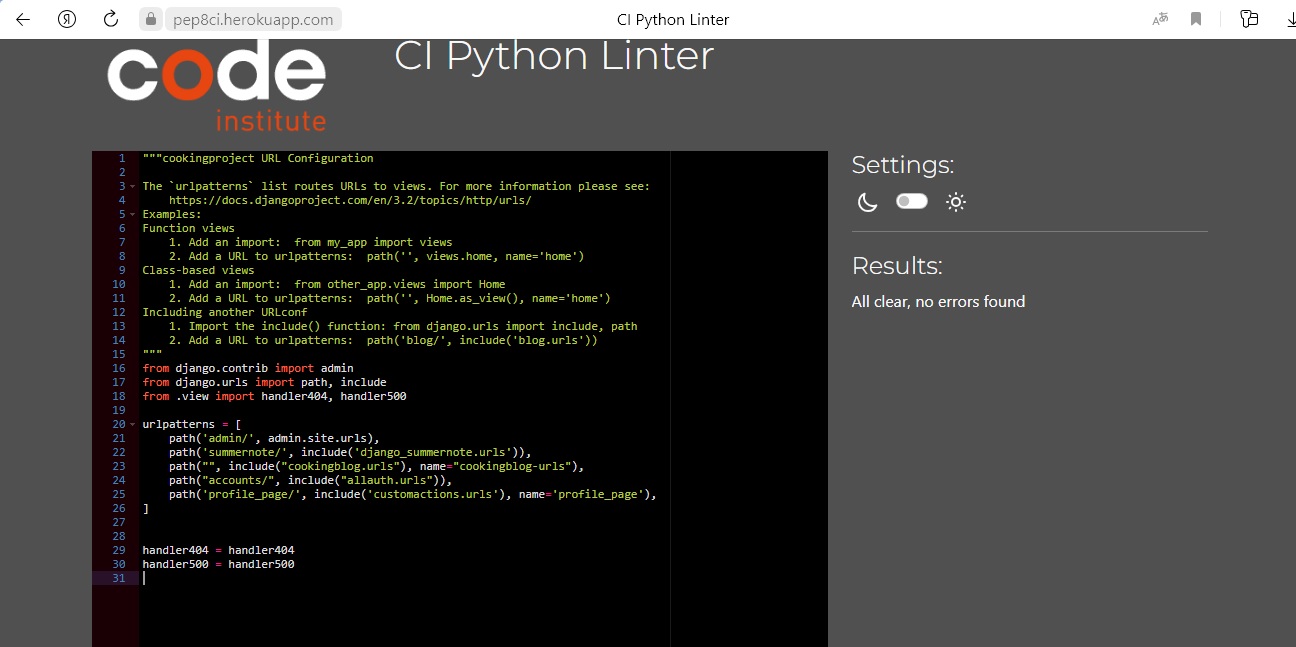 pep8ci.herokuapp.com
CI Python Linter
code
institute
CI Python Linter
1 """cookingproject URL Configuration
2
3 The `urlpatterns` list routes URLs to views. For more information please see:
4     https://docs.djangoproject.com/en/3.2/topics/http/urls/
5 Examples:
6 Function views
7     1. Add an import:  from my_app import views
8     2. Add a URL to urlpatterns:  path('', views.home, name='home')
9 Class-based views
10     1. Add an import:  from other_app.views import Home
11     2. Add a URL to urlpatterns:  path('', Home.as_view(), name='home')
12 Including another URLconf
13     1. Import the include() function: from django.urls import include, path
14     2. Add a URL to urlpatterns:  path('blog/', include('blog.urls'))
15 """
16 from django.contrib import admin
17 from django.urls import path, include
18 from .view import handler404, handler500
19
20 urlpatterns = [
21     path('admin/', admin.site.urls),
22     path('summernote/', include('django_summernote.urls')),
23     path("", include("cookingblog.urls"), name="cookingblog-urls"),
24     path("accounts/", include("allauth.urls")),
25     path('profile_page/', include('customactions.urls'), name='profile_page'),
26 ]
27
28
29 handler404 = handler404
30 handler500 = handler500
31
Settings:
Results:
All clear, no errors found